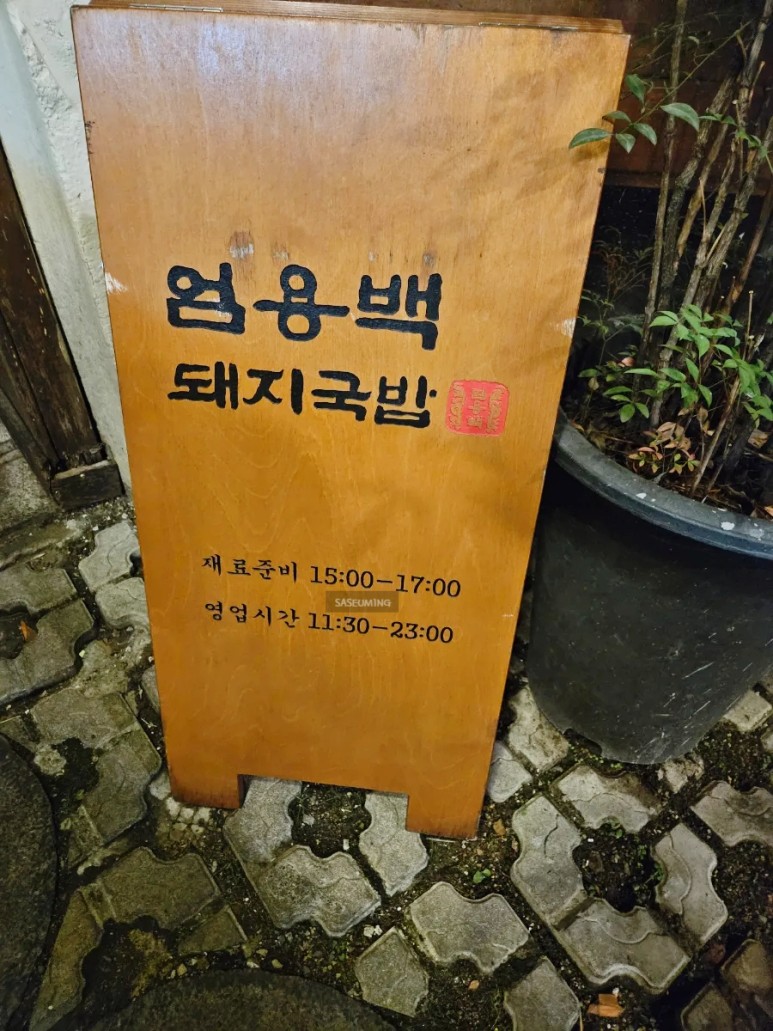 엄용백
돼지국밥
재료준비 15:00—17:00
SASEUMING
영업시간 11:30—23:00